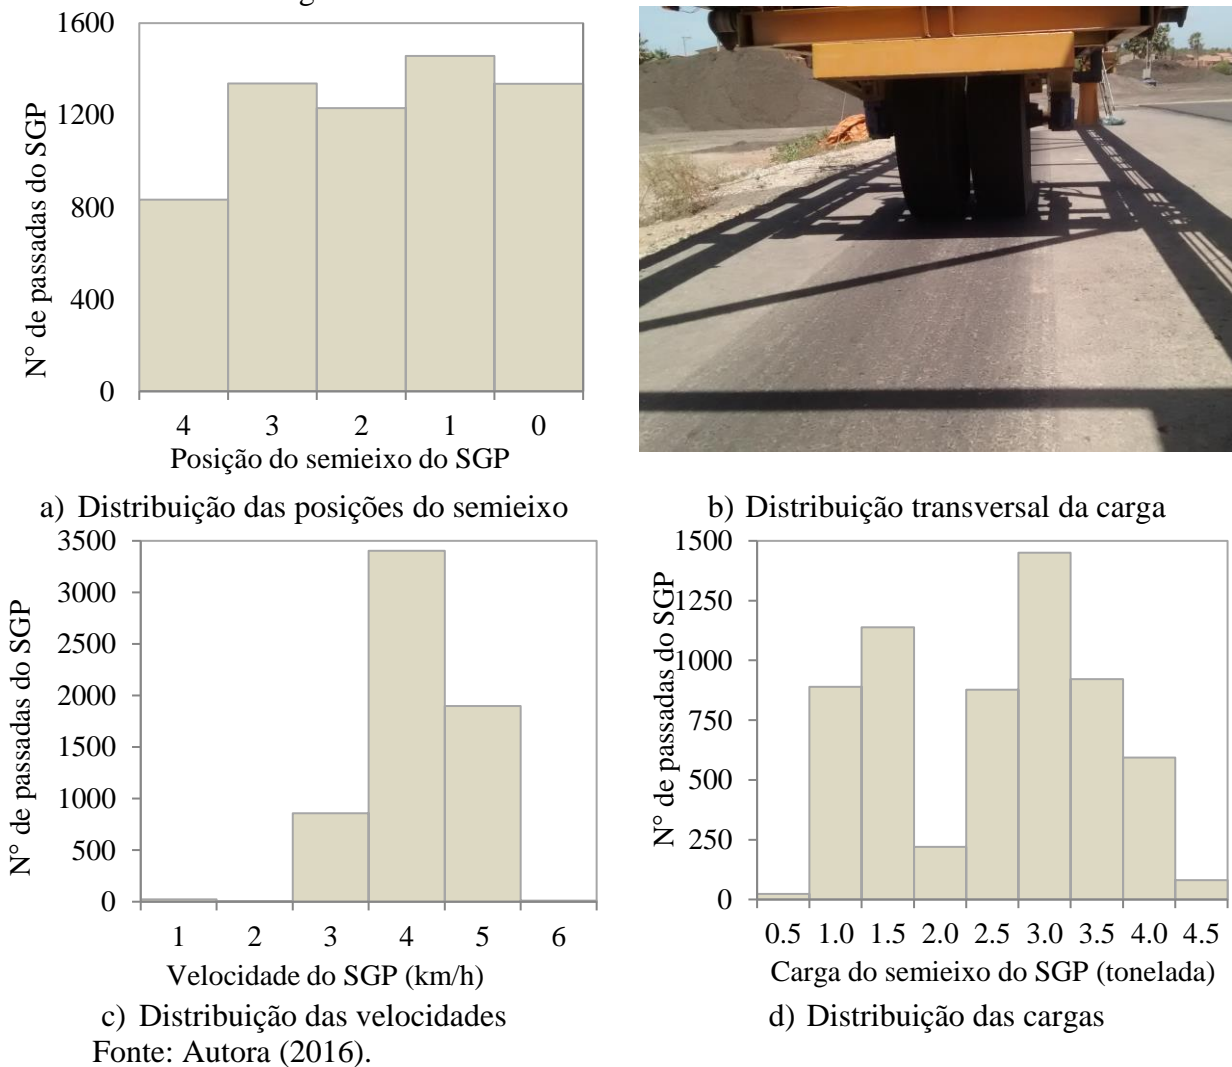 1600
1200
800
400
0
N° de passadas do SGP
4 3 2 1 0
Posição do semieixo do SGP
a) Distribuição das posições do semieixo
b) Distribuição transversal da carga
3500
3000
2500
2000
1500
1000
500
0
N° de passadas do SGP
1 2 3 4 5 6
Velocidade do SGP (km/h)
c) Distribuição das velocidades
1500
1250
1000
750
500
250
0
N° de passadas do SGP
0.5 1.0 1.5 2.0 2.5 3.0 3.5 4.0 4.5
Carga do semieixo do SGP (tonelada)
d) Distribuição das cargas
Fonte: Autora (2016).